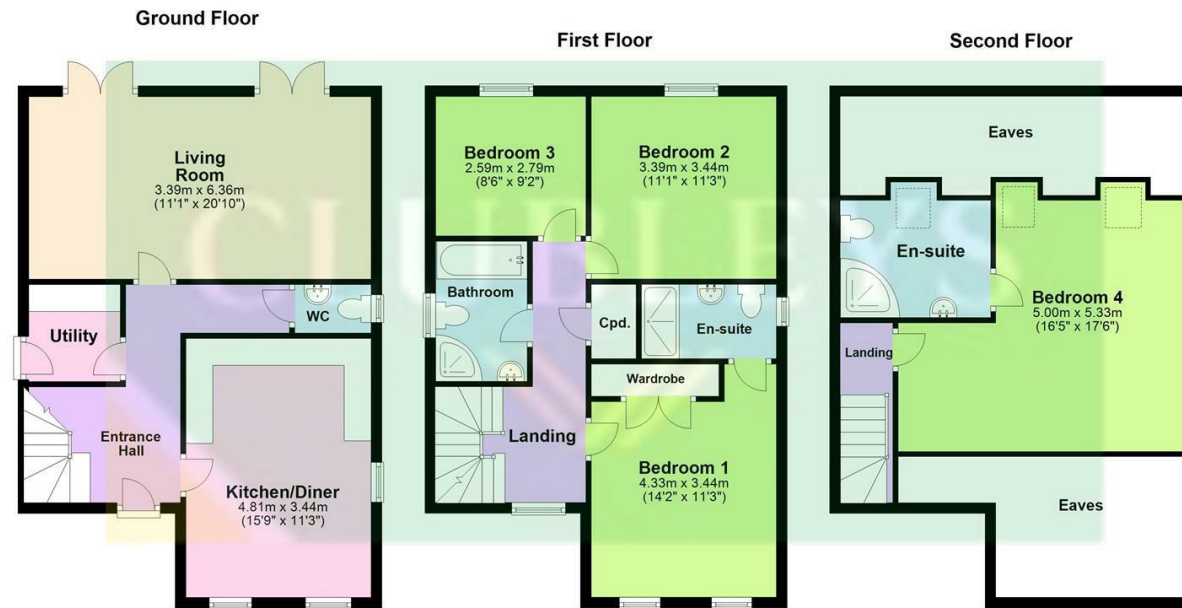 Ground Floor
First Floor
Second Floor
Living
Room
3.39m x 6.36m
(11'1" x 20'10")
Utility
WC
Entrance
Hall
Kitchen/Diner
4.81m x 3.44m
(15'9" x 11'3")
Bedroom 3
2.59m x 2.79m
(8'6" x 9'2")
Bedroom 2
3.39m x 3.44m
(11'1" x 11'3")
Bathroom
Cpd.
En-suite
Wardrobe
Landing
Bedroom 1
4.33m x 3.44m
(14'2" x 11'3")
Eaves
En-suite
Bedroom 4
5.00m x 5.33m
(16'5" x 17'6")
Landing
Eaves
CLUBLEYS